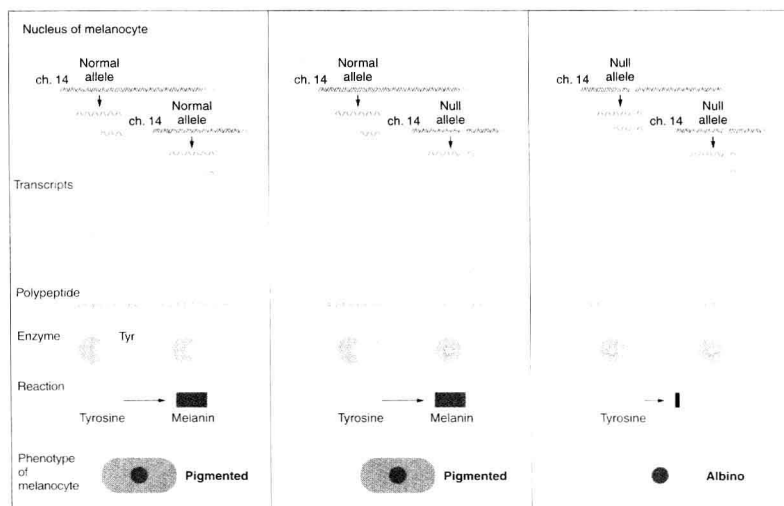 Nucleus of melanocyte
Normal
allele
ch. 14
Normal
allele
ch. 14
Transcripts
Polypeptide
Enzyme
Tyr
Reaction
Tyrosine
Melanin
Phenotype
of
melanocyte
Pigmented
Normal
allele
ch. 14
Null
allele
ch. 14
Tyrosine
Melanin
Pigmented
Null
allele
ch. 14
Null
allele
ch. 14
Tyrosine
Albino